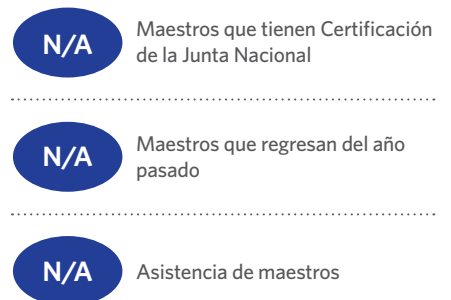 N/A
Maestros que tienen Certificación
de la Junta Nacional
N/A
Maestros que regresan del año
pasado
N/A
Asistencia de maestros